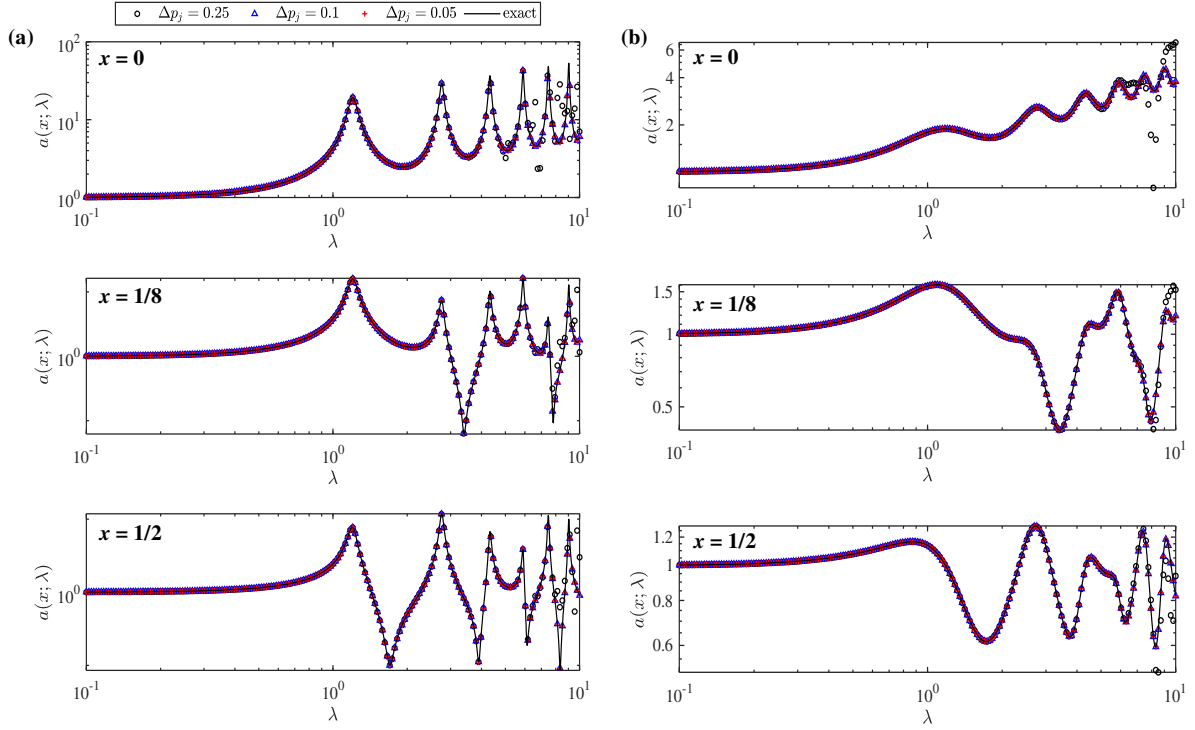 Δp_j = 0.25 Δp_j = 0.1 Δp_j = 0.05 exact
(a)
x = 0
10^2
10^1
10^0
a(x; λ)
10^-1 10^0 10^1
λ
x = 1/8
10^0
a(x; λ)
10^-1 10^0 10^1
λ
x = 1/2
10^0
a(x; λ)
10^-1 10^0 10^1
λ
(b)
x = 0
6
4
2
a(x; λ)
10^-1 10^0 10^1
λ
x = 1/8
1.5
1
0.5
a(x; λ)
10^-1 10^0 10^1
λ
x = 1/2
1.2
1
0.8
0.6
a(x; λ)
10^-1 10^0 10^1
λ